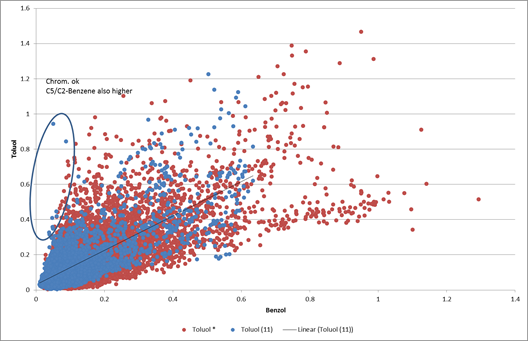 1.6
1.4
1.2
Chrom. ok
C5/C2-Benzene also higher
1
0.8
Toluol
0.6
0.4
0.2
0
0 0.2 0.4 0.6 0.8 1 1.2 1.4
Benzol
Toluol * Toluol (11) Linear (Toluol (11))